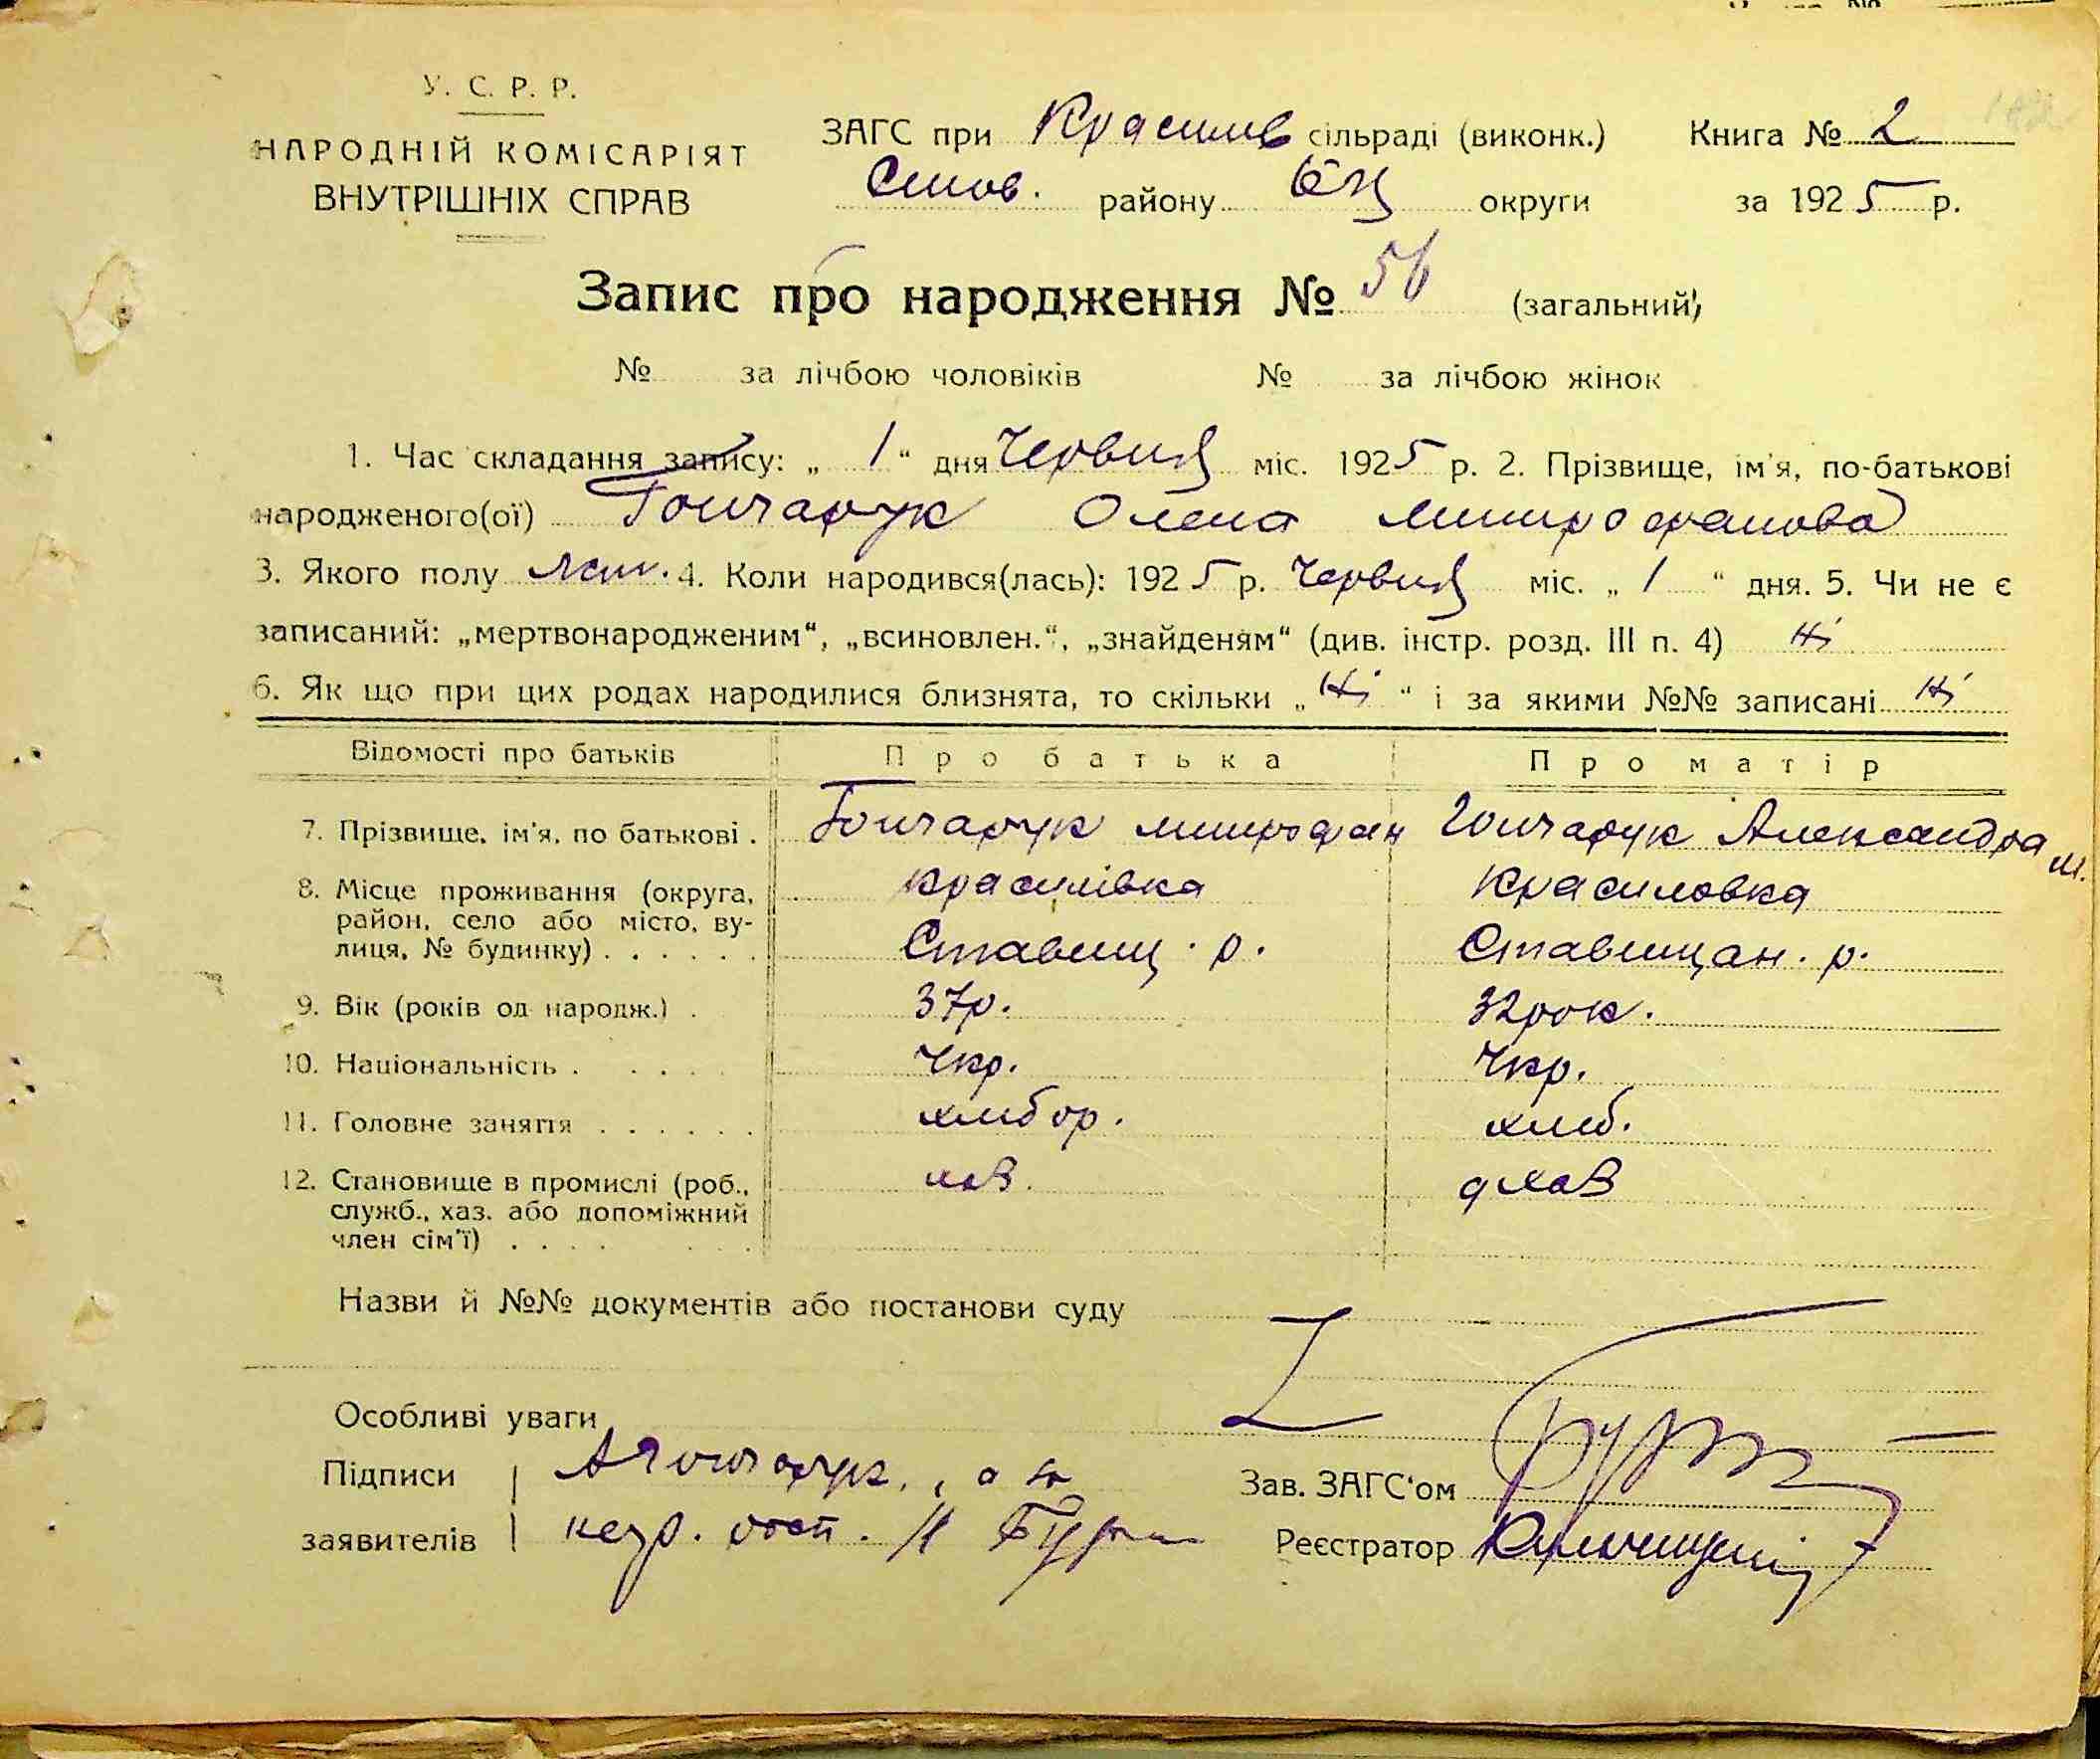 У. С. Р. Р.
НАРОДНІЙ КОМІСАРІЯТ
ВНУТРІШНІХ СПРАВ
ЗАГС при Красилів сільраді (виконк.) Книга № 2
району БЦ округи за 1925 р.
Запис про народження № 56 (загальний)
№ за лічбою чоловіків № за лічбою жінок
1. Час складання запису: „ 1 “ дня Червня міс. 1925 р. 2. Прізвище, ім'я, по-батькові
народженого(ої) Гончарук Олена Митрофанова
3. Якого полу жін. 4. Коли народився(лась): 1925 р. Червня міс. „ 1 “ дня. 5. Чи не є
записаний: „мертвонародженим“, „всиновлен.“, „знайденям“ (див. інстр. розд. III п. 4) Ні
6. Як що при цих родах народилися близнята, то скільки „ Ні “ і за якими №№ записані Ні
Відомості про батьків Про батька Про матір
7. Прізвище, ім'я, по батькові . Гончарук Митрофан Гончарук Александра М.
8. Місце проживання (округа, Красилівка Красиловка
район, село або місто, ву-
лиця, № будинку) . . . . . . Ставищ. р. Ставищан. р.
9. Вік (років од народж.) . 37р. 32 рок.
10. Національність . . . . . Укр. Укр.
11. Головне заняття . . . . . . хлібор. хліб.
12. Становище в промислі (роб., хаз. д хаз
служб., хаз. або допоміжний
член сім'ї) . . . .
Назви й №№ документів або постанови суду
Особливі уваги
Підписи А Гончарук, а за
заявителів негр. рост.
Зав. ЗАГС'ом
Реєстратор